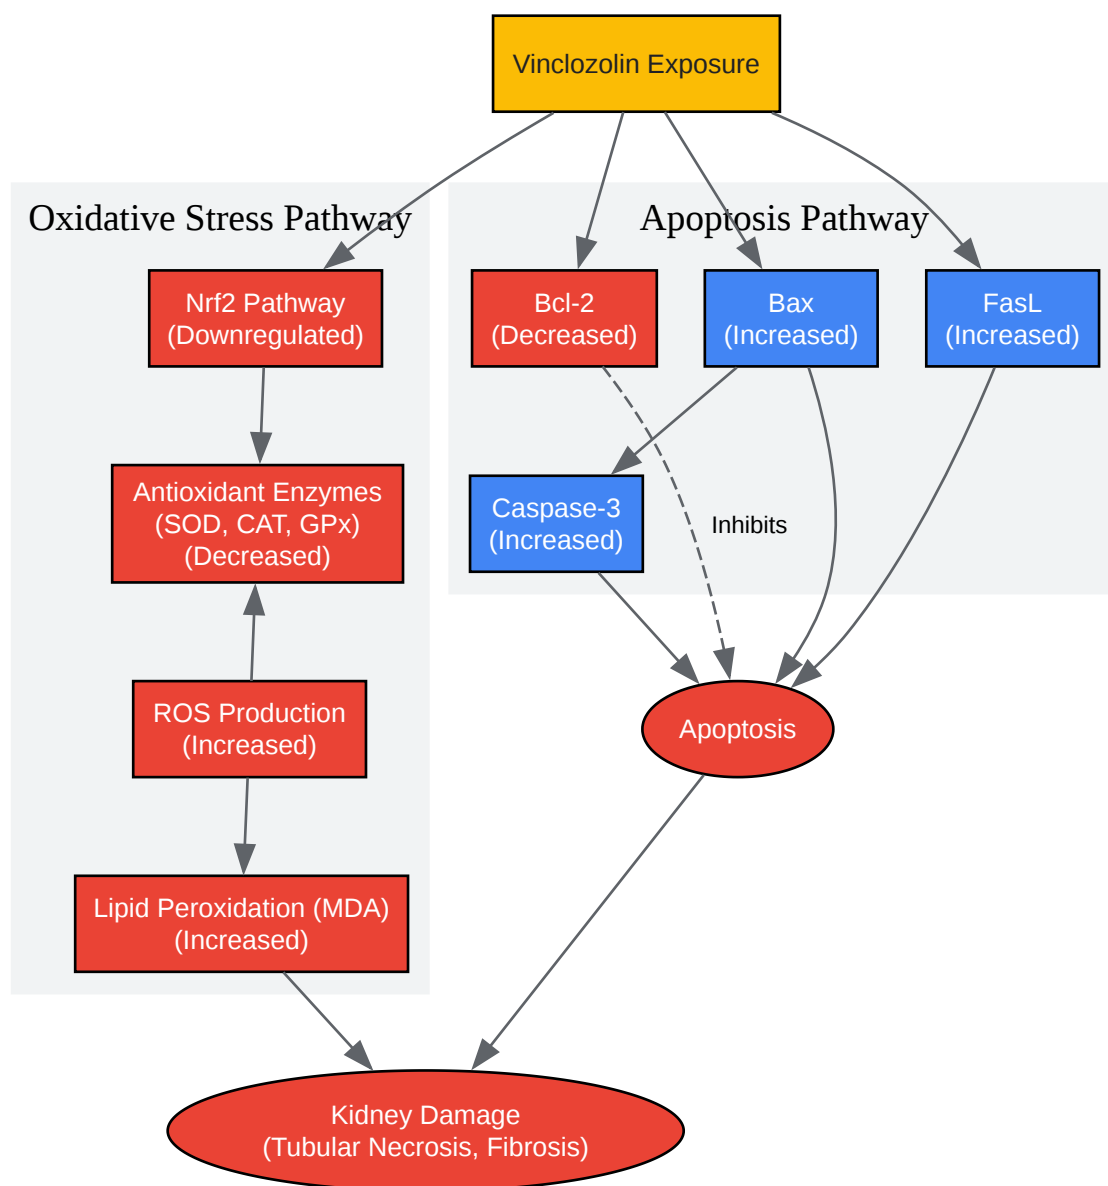 Vinclozolin Exposure
Oxidative Stress Pathway
Apoptosis Pathway
Nrf2 Pathway
(Downregulated)
Bcl-2
(Decreased)
Bax
(Increased)
FasL
(Increased)
Antioxidant Enzymes
(SOD, CAT, GPx)
(Decreased)
Caspase-3
(Increased)
Inhibits
ROS Production
(Increased)
Apoptosis
Lipid Peroxidation (MDA)
(Increased)
Kidney Damage
(Tubular Necrosis, Fibrosis)